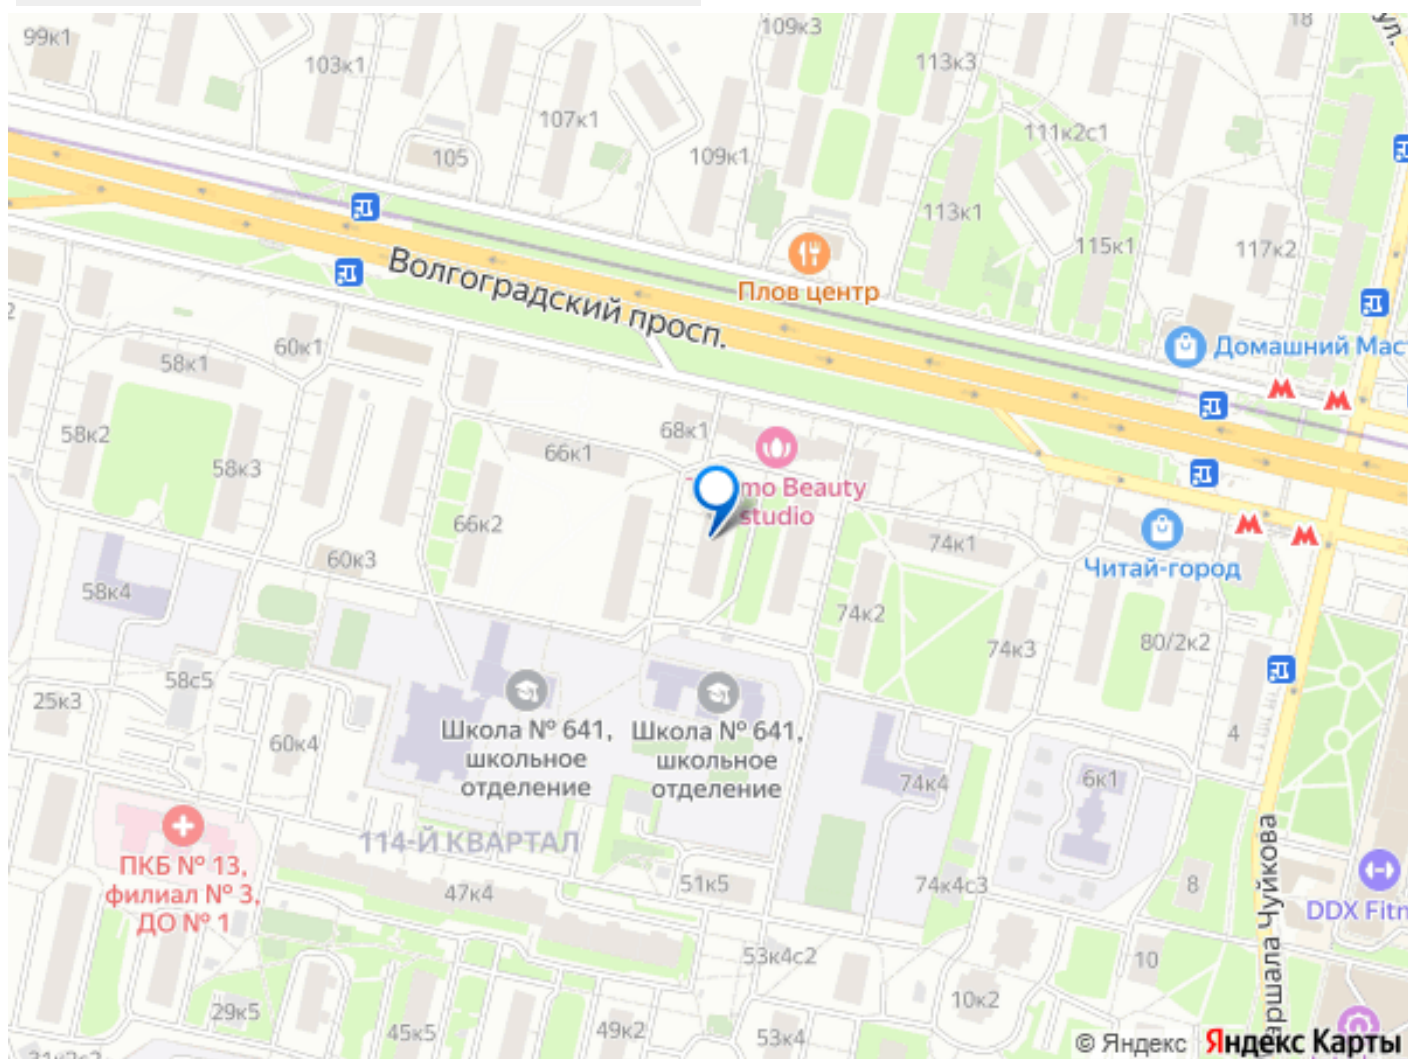 99к1
103к1
109к3
18
ул.
113к3
107к1
111к2с1
105
109к1
113к1
115к1
117к2
Волгоградский просп.
Плов центр
Домашний Мас
60к1
58к1
58к2
68к1
66к1
58к3
mo Beauty
studio
66к2
74к1
Читай-город
60к3
58к4
74к2
80/2к2
74к3
58с5
25к3
Школа № 641,
школьное
отделение
Школа № 641,
школьное
отделение
60к4
4
74к4
6к1
114-Й КВАРТАЛ
ПКБ № 13,
филиал № 3,
ДО № 1
47к4
51к5
74к4с3
8
DDX Fitn
аршала Чуйкова
53к4с2
10
10к2
29к5
45к5
49к2
53к4
© Яндекс
Яндекс Карты